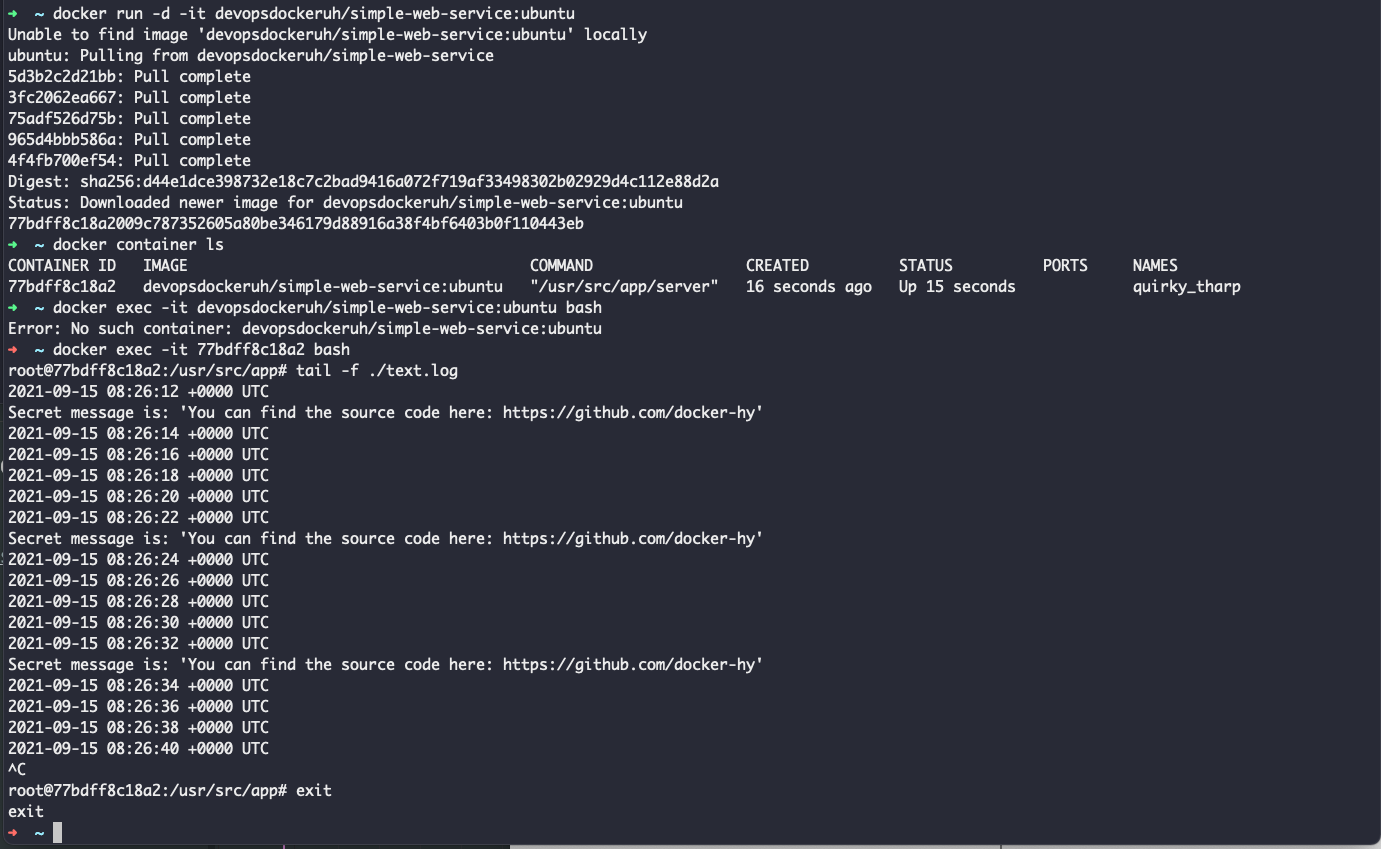 ➜ ~ docker run -d -it devopsdockeruh/simple-web-service:ubuntu
Unable to find image 'devopsdockeruh/simple-web-service:ubuntu' locally
ubuntu: Pulling from devopsdockeruh/simple-web-service
5d3b2c2d21bb: Pull complete
3fc2062ea667: Pull complete
75adf526d75b: Pull complete
965d4bbb586a: Pull complete
4f4fb700ef54: Pull complete
Digest: sha256:d44e1dce398732e18c7c2bad9416a072f719af33498302b02929d4c112e88d2a
Status: Downloaded newer image for devopsdockeruh/simple-web-service:ubuntu
77bdff8c18a2009c787352605a80be346179d88916a38f4bf6403b0f110443eb
➜ ~ docker container ls
CONTAINER ID IMAGE COMMAND CREATED STATUS PORTS NAMES
77bdff8c18a2 devopsdockeruh/simple-web-service:ubuntu "/usr/src/app/server" 16 seconds ago Up 15 seconds quirky_tharp
➜ ~ docker exec -it devopsdockeruh/simple-web-service:ubuntu bash
Error: No such container: devopsdockeruh/simple-web-service:ubuntu
➜ ~ docker exec -it 77bdff8c18a2 bash
root@77bdff8c18a2:/usr/src/app# tail -f ./text.log
2021-09-15 08:26:12 +0000 UTC
Secret message is: 'You can find the source code here: https://github.com/docker-hy'
2021-09-15 08:26:14 +0000 UTC
2021-09-15 08:26:16 +0000 UTC
2021-09-15 08:26:18 +0000 UTC
2021-09-15 08:26:20 +0000 UTC
2021-09-15 08:26:22 +0000 UTC
Secret message is: 'You can find the source code here: https://github.com/docker-hy'
2021-09-15 08:26:24 +0000 UTC
2021-09-15 08:26:26 +0000 UTC
2021-09-15 08:26:28 +0000 UTC
2021-09-15 08:26:30 +0000 UTC
2021-09-15 08:26:32 +0000 UTC
Secret message is: 'You can find the source code here: https://github.com/docker-hy'
2021-09-15 08:26:34 +0000 UTC
2021-09-15 08:26:36 +0000 UTC
2021-09-15 08:26:38 +0000 UTC
2021-09-15 08:26:40 +0000 UTC
^C
root@77bdff8c18a2:/usr/src/app# exit
exit
➜ ~